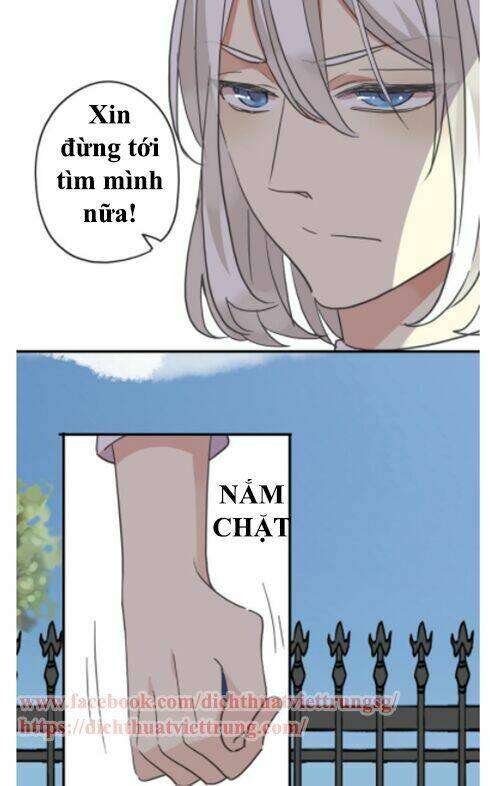 Xin
đừng tới
tìm mình
nữa!
NẮM
CHẶT
www.facebook.com/dichthuatviettrungsg/
https://dichthuatviettrung.com/